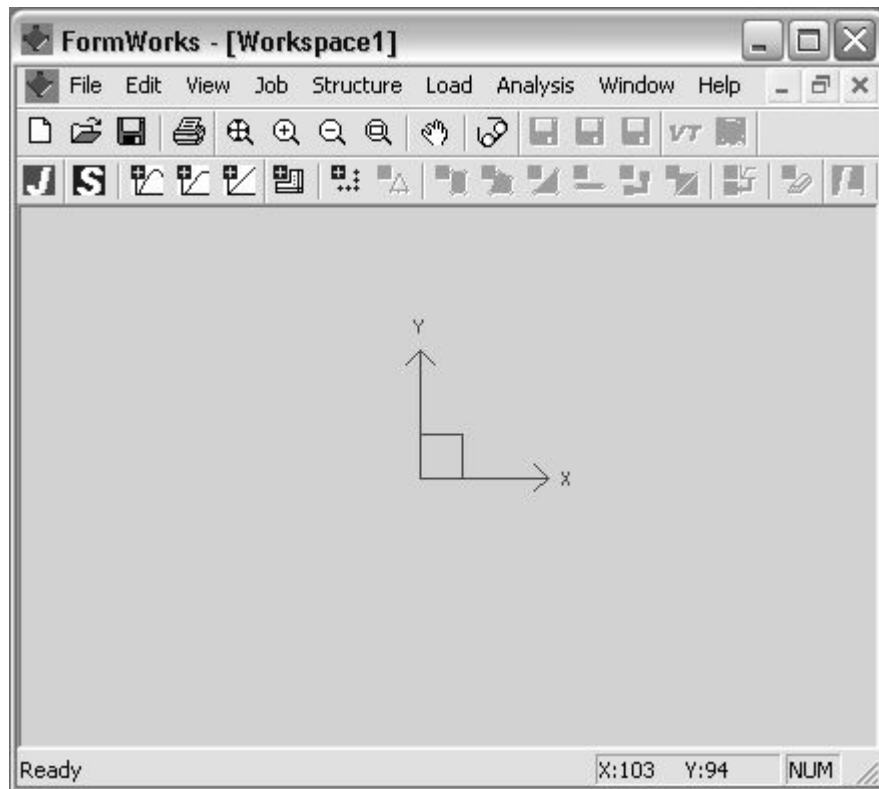 FormWorks - [Workspace1]
File Edit View Job Structure Load Analysis Window Help
VT
J S
Y
X
Ready X:103 Y:94 NUM